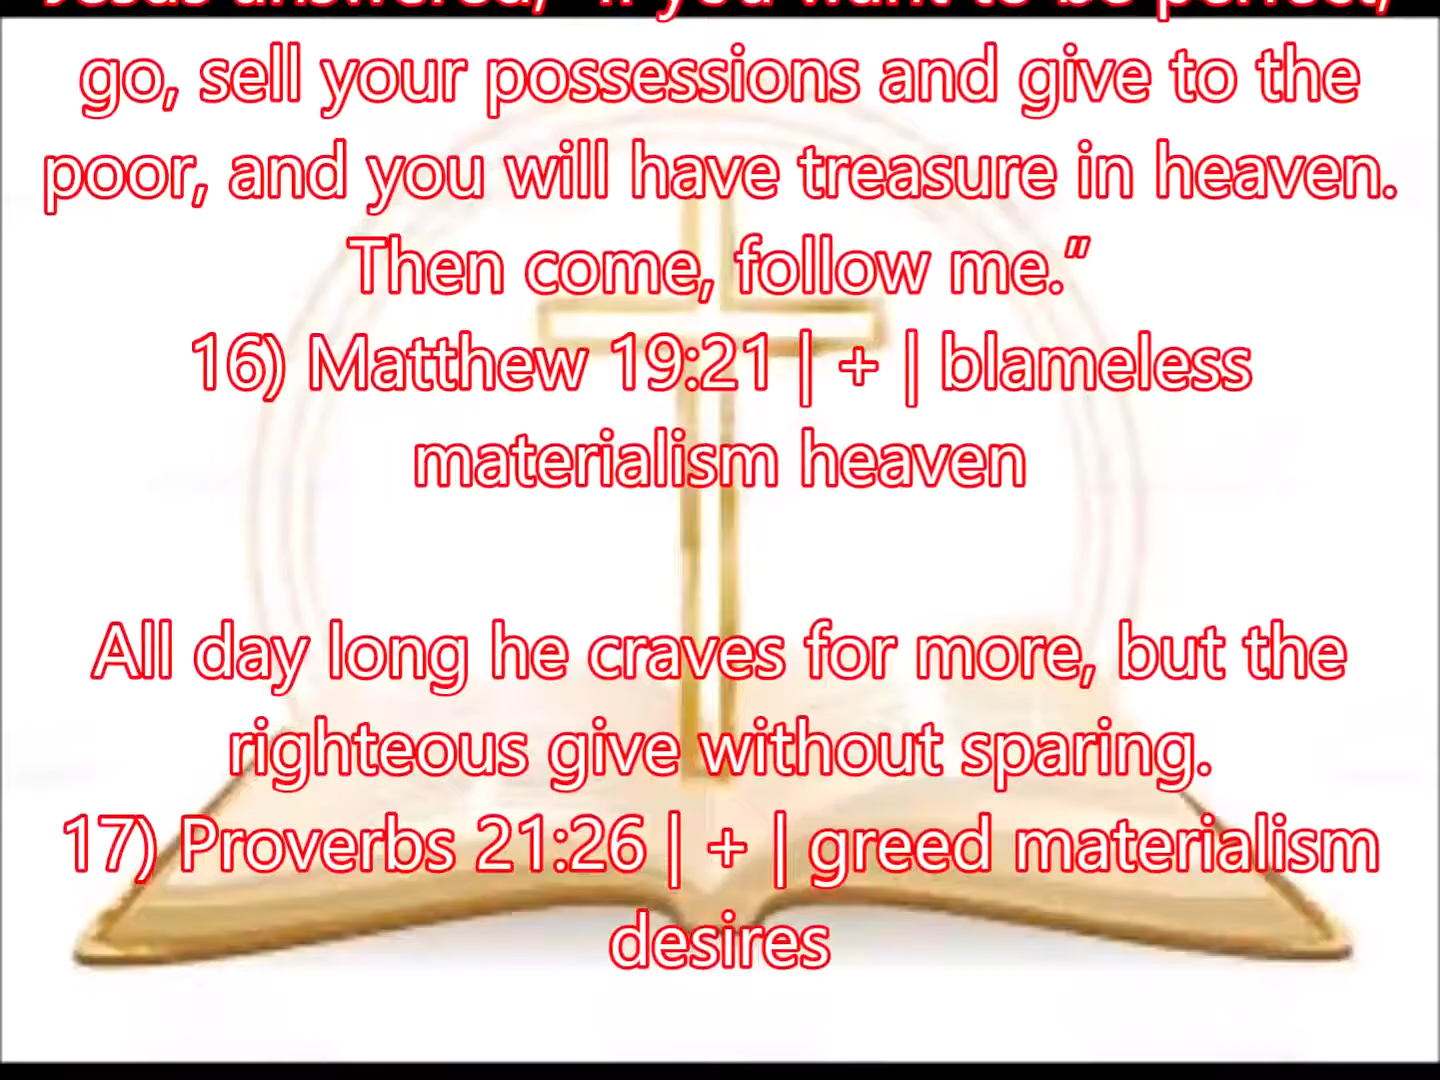 Jesus answered, “If you want to be perfect,
go, sell your possessions and give to the
poor, and you will have treasure in heaven.
Then come, follow me.”
16) Matthew 19:21 | + | blameless
materialism heaven
All day long he craves for more, but the
righteous give without sparing.
17) Proverbs 21:26 | + | greed materialism
desires